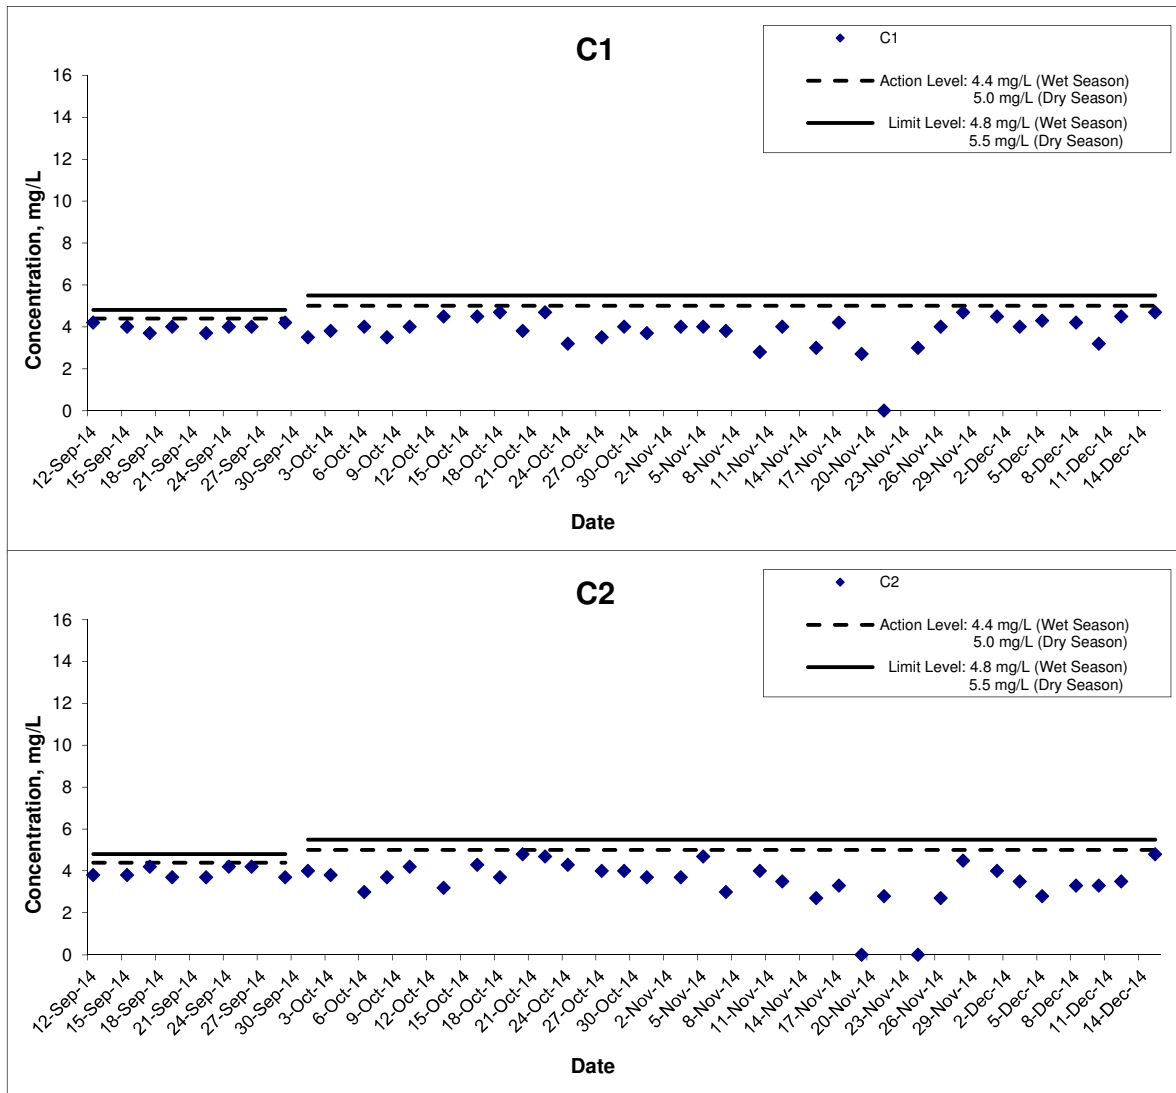 C1
C1
Action Level: 4.4 mg/L (Wet Season)
5.0 mg/L (Dry Season)
Limit Level: 4.8 mg/L (Wet Season)
5.5 mg/L (Dry Season)
Concentration, mg/L
16
14
12
10
8
6
4
2
0
12-Sep-14
15-Sep-14
18-Sep-14
21-Sep-14
24-Sep-14
27-Sep-14
30-Sep-14
3-Oct-14
6-Oct-14
9-Oct-14
12-Oct-14
15-Oct-14
18-Oct-14
21-Oct-14
24-Oct-14
27-Oct-14
30-Oct-14
2-Nov-14
5-Nov-14
8-Nov-14
11-Nov-14
14-Nov-14
17-Nov-14
20-Nov-14
23-Nov-14
26-Nov-14
29-Nov-14
2-Dec-14
5-Dec-14
8-Dec-14
11-Dec-14
14-Dec-14
Date
C2
C2
Action Level: 4.4 mg/L (Wet Season)
5.0 mg/L (Dry Season)
Limit Level: 4.8 mg/L (Wet Season)
5.5 mg/L (Dry Season)
Concentration, mg/L
16
14
12
10
8
6
4
2
0
12-Sep-14
15-Sep-14
18-Sep-14
21-Sep-14
24-Sep-14
27-Sep-14
30-Sep-14
3-Oct-14
6-Oct-14
9-Oct-14
12-Oct-14
15-Oct-14
18-Oct-14
21-Oct-14
24-Oct-14
27-Oct-14
30-Oct-14
2-Nov-14
5-Nov-14
8-Nov-14
11-Nov-14
14-Nov-14
17-Nov-14
20-Nov-14
23-Nov-14
26-Nov-14
29-Nov-14
2-Dec-14
5-Dec-14
8-Dec-14
11-Dec-14
14-Dec-14
Date